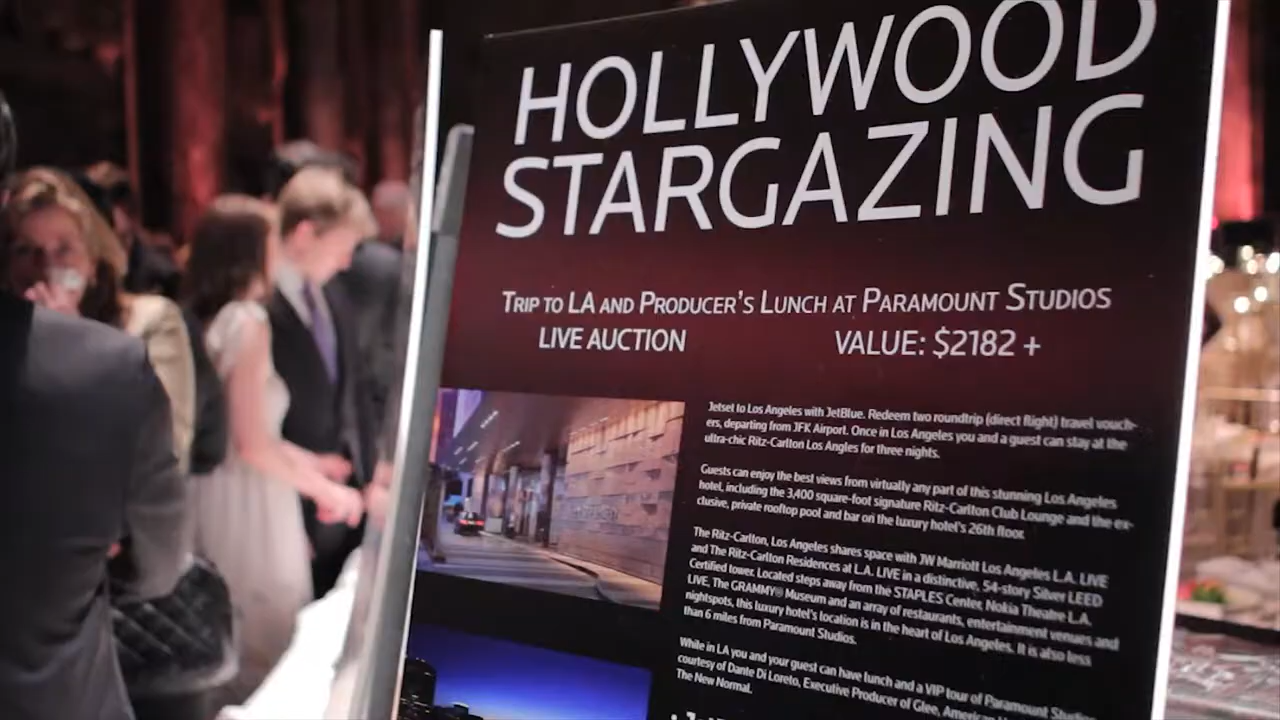 HOLLYWOOD
STARGAZING
TRIP TO LA AND PRODUCER'S LUNCH AT PARAMOUNT STUDIOS
LIVE AUCTION VALUE: $2182 +
Jetset to Los Angeles with JetBlue. Redeem two roundtrip (direct flight) travel vouch-
ers, departing from JFK Airport. Once in Los Angeles you and a guest can stay at the
ultra-chic Ritz-Carlton Los Angles for three nights.
Guests can enjoy the best views from virtually any part of this stunning Los Angeles
hotel, including the 3,400 square-foot signature Ritz-Carlton Club Lounge and the ex-
clusive, private rooftop pool and bar on the luxury hotel's 26th floor.
The Ritz-Carlton, Los Angeles shares space with JW Marriott Los Angeles L.A. LIVE
and The Ritz-Carlton Residences at L.A. LIVE in a distinctive, 54-story Silver LEED
Certified tower. Located steps away from the STAPLES Center, Nokia Theatre L.A.
LIVE, The GRAMMY® Museum and an array of restaurants, entertainment venues and
nightspots, this luxury hotel's location is in the heart of Los Angeles. It is also less
than 6 miles from Paramount Studios.
While in LA you and your guest can have lunch and a VIP tour of Paramount Studios
courtesy of Dante Di Loreto, Executive Producer of Glee, American
The New Normal.